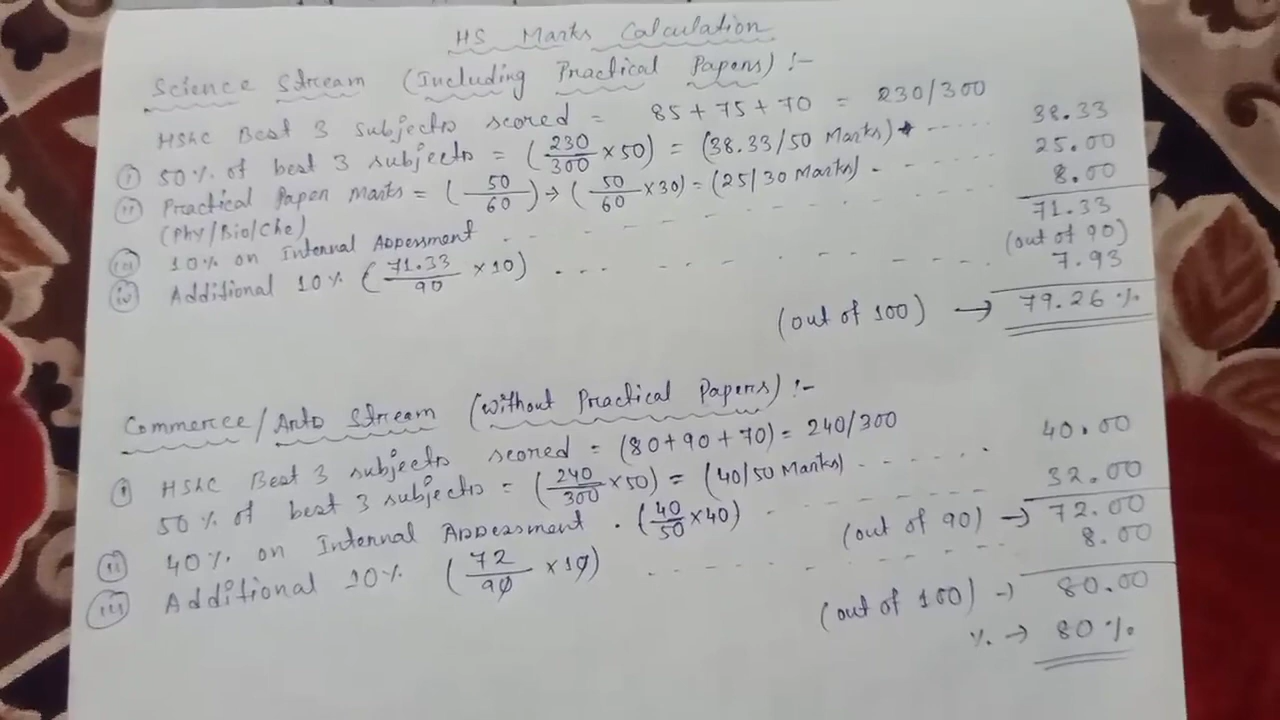 HS Marks Calculation
Science Stream (Including Practical Papers) :-
HSLC Best 3 subjects scored = 85 + 75 + 70 = 230/300
(i) 50% of best 3 subjects = (230/300 × 50) = (38.33/50 Marks) ..... 38.33
(ii) Practical Paper Marks = (50/60) → (50/60 × 30) = (25/30 Marks) . ..... 25.00
(Phy/Bio/Che)
(iii) 10% on Internal Assessment ..... 8.00
71.33
(out of 90)
(iv) Additional 10% (71.33/90 × 10) ..... 7.93
(out of 100) → 79.26 %
Commerce/Arts Stream (Without Practical Papers) :-
(i) HSLC Best 3 subjects scored = (80+90+70) = 240/300
50% of best 3 subjects = (240/300 × 50) = (40/50 Marks) ..... 40.00
(ii) 40% on Internal Assessment . (40/50 × 40) ..... 32.00
(out of 90) → 72.00
(iii) Additional 10% (72/90 × 10) ..... 8.00
(out of 100) → 80.00
% → 80%